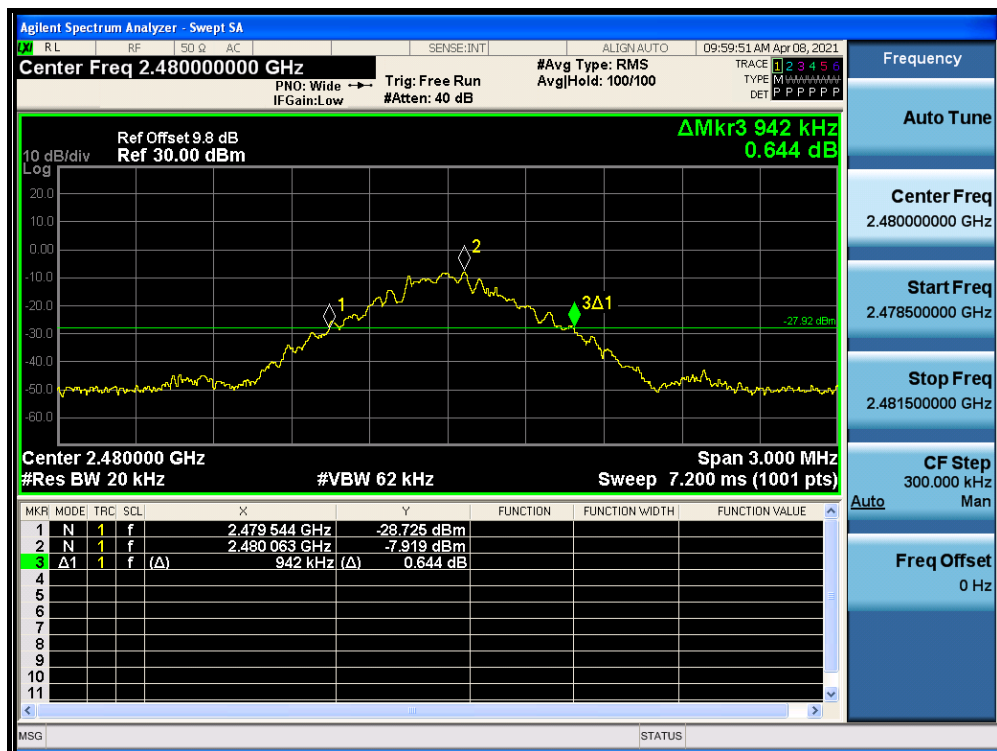 Agilent Spectrum Analyzer - Swept SA
LXI RL RF 50 Ω AC SENSE:INT ALIGN AUTO 09:59:51 AM Apr 08, 2021
Center Freq 2.480000000 GHz
PNO: Wide
IFGain:Low
Trig: Free Run
#Atten: 40 dB
#Avg Type: RMS
Avg|Hold: 100/100
TRACE 1 2 3 4 5 6
TYPE M
DET P P P P P P
Ref Offset 9.8 dB
Ref 30.00 dBm
10 dB/div
Log
ΔMkr3 942 kHz
0.644 dB
20.0
10.0
0.00
-10.0
-20.0
-30.0
-40.0
-50.0
-60.0
1
2
3Δ1
-27.92 dBm
Center 2.480000 GHz Span 3.000 MHz
#Res BW 20 kHz #VBW 62 kHz Sweep 7.200 ms (1001 pts)
MKR MODE TRC SCL X Y FUNCTION FUNCTION WIDTH FUNCTION VALUE
1 N 1 f 2.479 544 GHz -28.725 dBm
2 N 1 f 2.480 063 GHz -7.919 dBm
3 Δ1 1 f (Δ) 942 kHz (Δ) 0.644 dB
4
5
6
7
8
9
10
11
MSG STATUS
Frequency
Auto Tune
Center Freq
2.480000000 GHz
Start Freq
2.478500000 GHz
Stop Freq
2.481500000 GHz
CF Step
300.000 kHz
Auto Man
Freq Offset
0 Hz